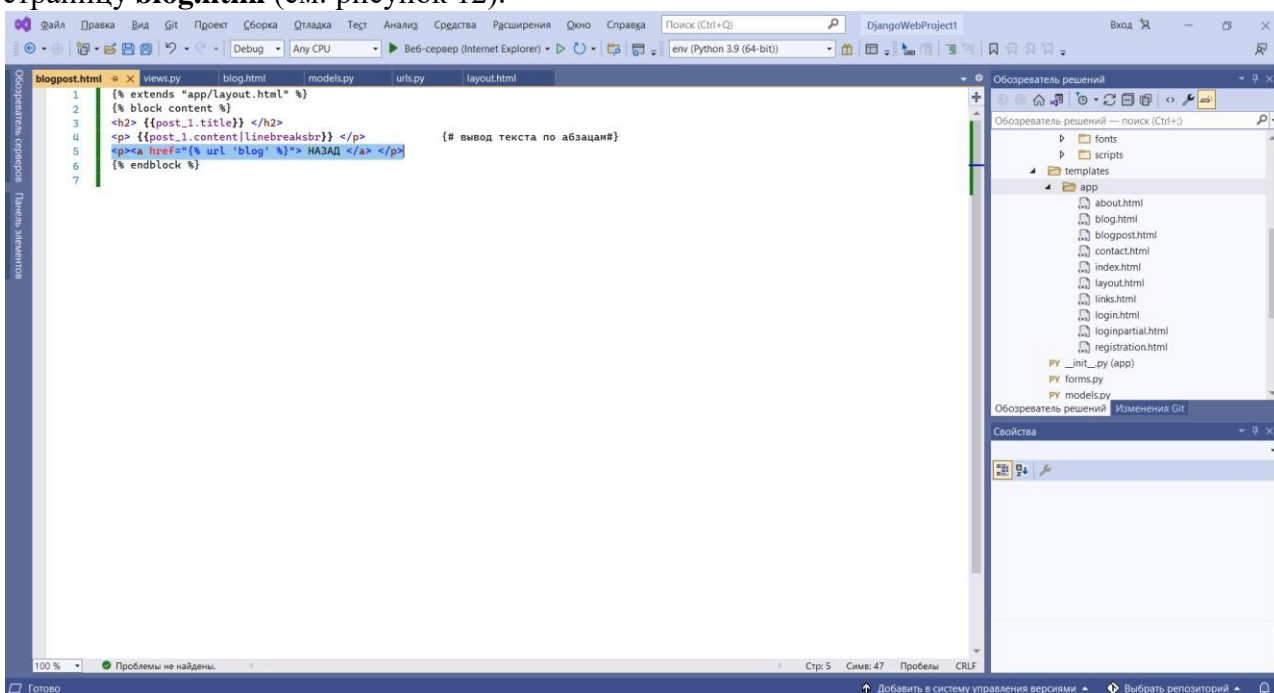 страницу blog.html (см. рисунок 12).
Файл Правка Вид Git Проект Сборка Отладка Тест Анализ Средства Расширения Окно Справка Поиск (Ctrl+Q) DjangoWebProject1 Вход
Debug Any CPU Веб-сервер (Internet Explorer) env (Python 3.9 (64-bit))
Обозреватель серверов
Панель элементов
blogpost.html views.py blog.html models.py urls.py layout.html
1 {% extends "app/layout.html" %}
2 {% block content %}
3 <h2> {{post_1.title}} </h2>
4 <p> {{post_1.content|linebreaksbr}} </p> {# вывод текста по абзацам#}
5 <p><a href="{% url 'blog' %}"> НАЗАД </a> </p>
6 {% endblock %}
7
100 % Проблемы не найдены. Стр: 5 Симв: 47 Пробелы CRLF
Обозреватель решений
Обозреватель решений — поиск (Ctrl+;)
fonts
scripts
templates
app
about.html
blog.html
blogpost.html
contact.html
index.html
layout.html
links.html
login.html
loginpartial.html
registration.html
PY __init__.py (app)
PY forms.py
PY models.py
Обозреватель решений Изменения Git
Свойства
Готово Добавить в систему управления версиями Выбрать репозиторий